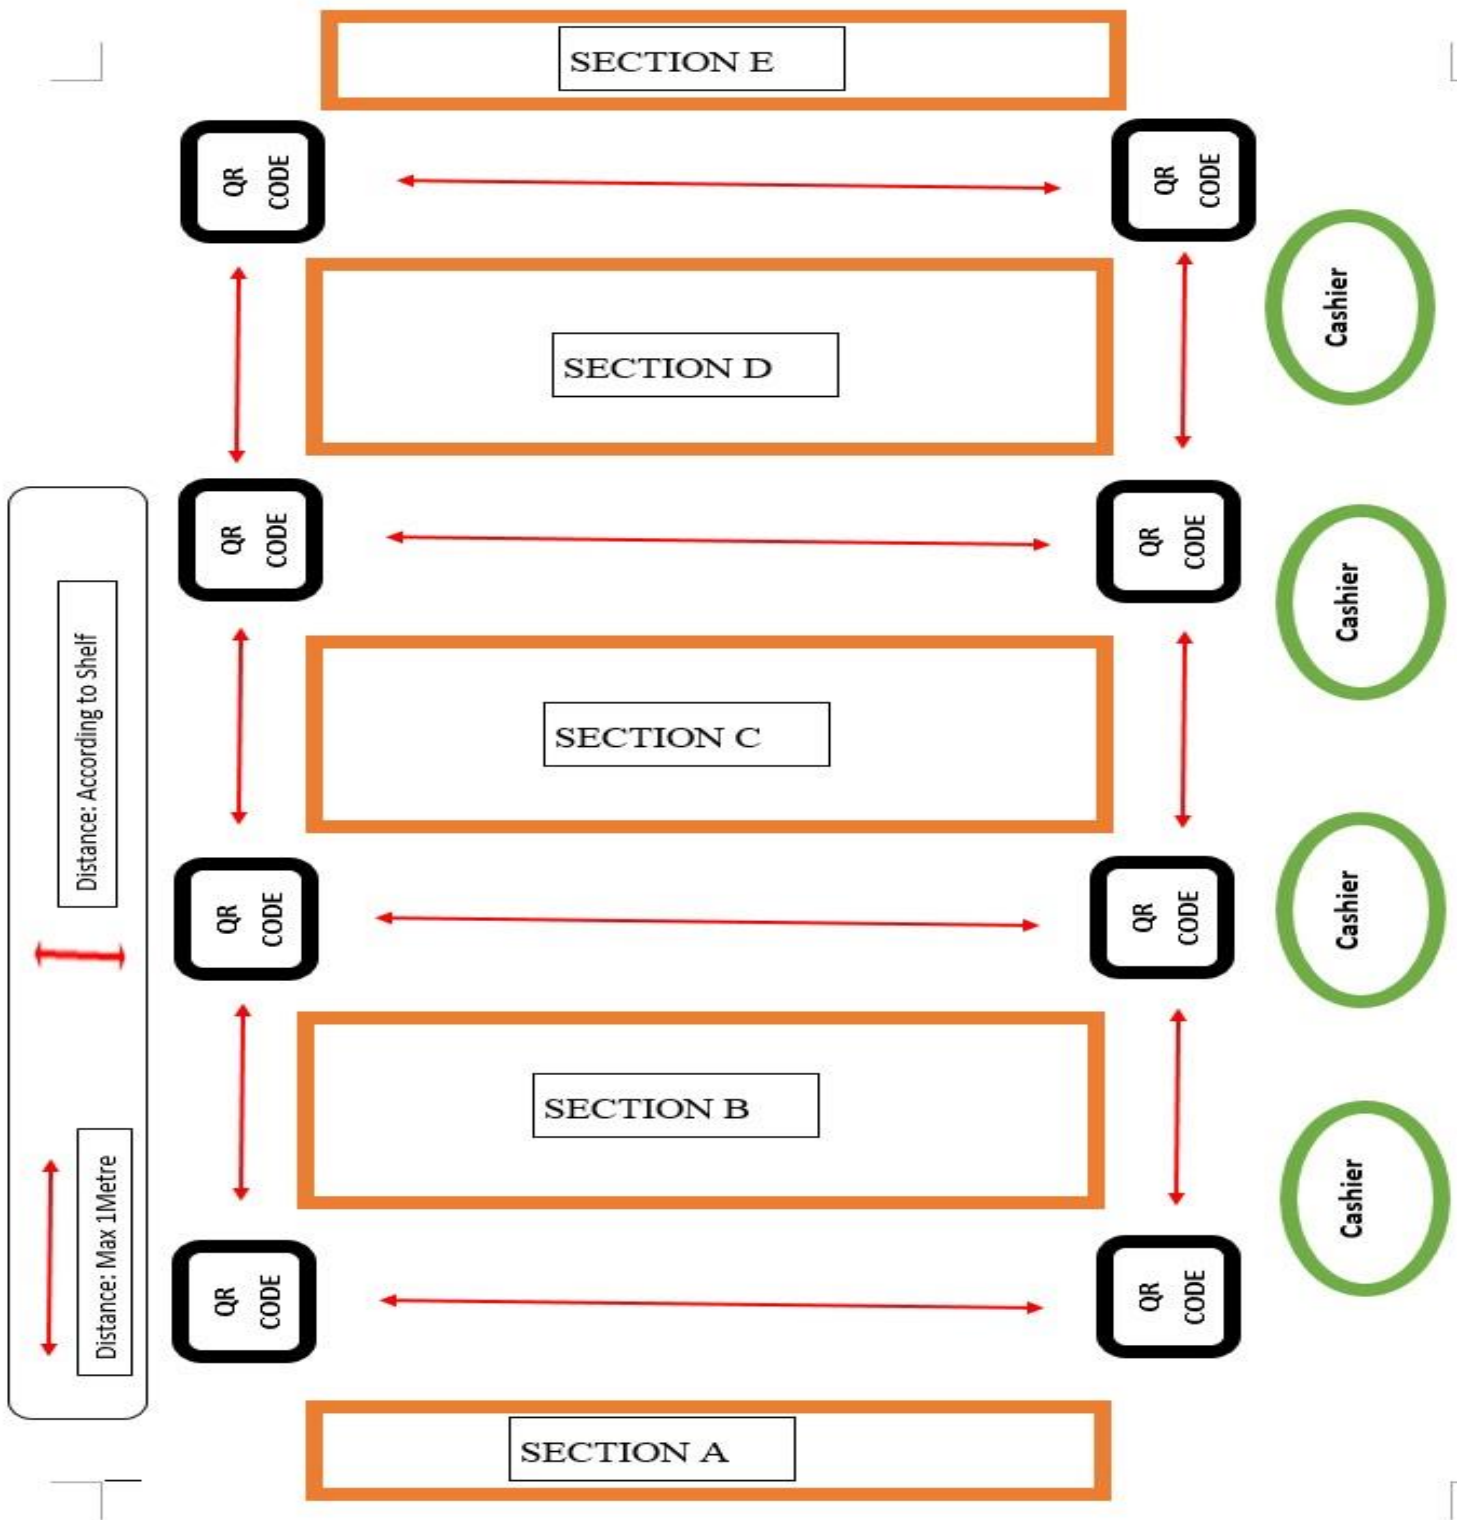 SECTION E
QR
CODE
QR
CODE
Cashier
SECTION D
QR
CODE
QR
CODE
Cashier
Distance: According to Shelf
SECTION C
QR
CODE
QR
CODE
Cashier
SECTION B
Distance: Max 1Metre
Cashier
QR
CODE
QR
CODE
SECTION A